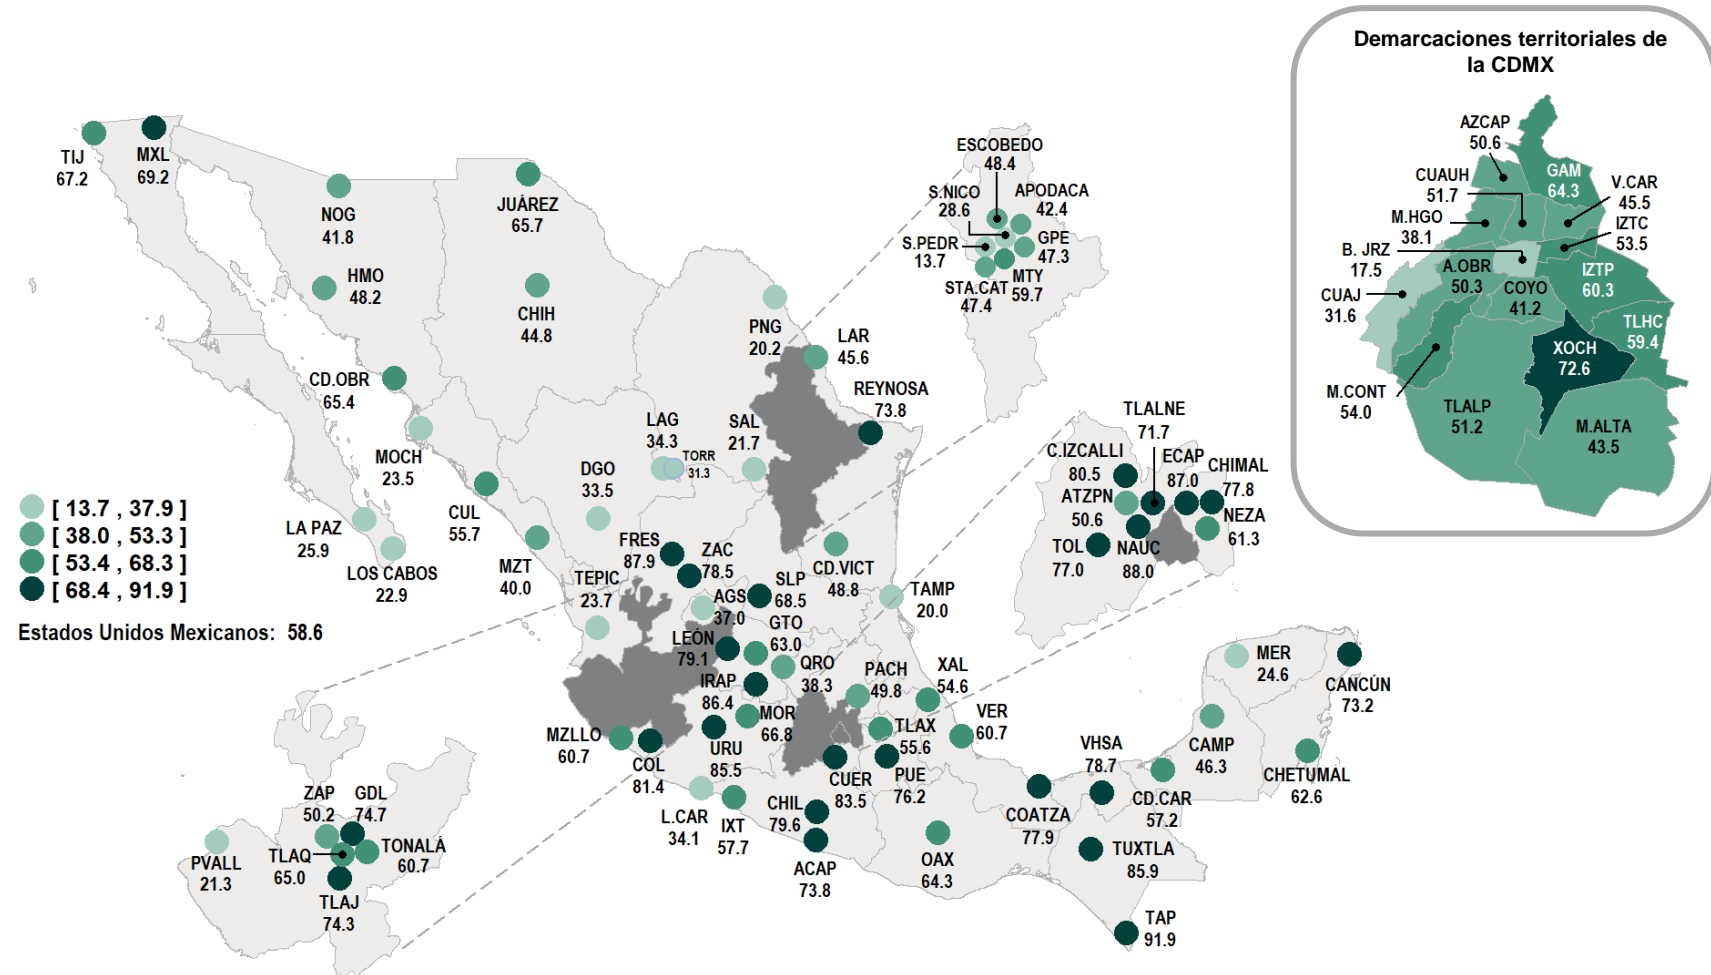 Demarcaciones territoriales de
la CDMX
AZCAP
50.6
CUAUH
51.7
GAM
64.3
V.CAR
45.5
M.HGO
38.1
IZTC
53.5
B. JRZ
17.5
A.OBR
50.3
IZTP
60.3
COYO
41.2
CUAJ
31.6
TLHC
59.4
XOCH
72.6
M.CONT
54.0
TLALP
51.2
M.ALTA
43.5
TIJ
67.2
MXL
69.2
NOG
41.8
JUÁREZ
65.7
HMO
48.2
CHIH
44.8
CD.OBR
65.4
MOCH
23.5
CUL
55.7
LA PAZ
25.9
LOS CABOS
22.9
MZT
40.0
DGO
33.5
LAG
34.3
TORR
31.3
SAL
21.7
PNG
20.2
LAR
45.6
REYNOSA
73.8
ESCOBEDO
48.4
S.NICO
28.6
APODACA
42.4
S.PEDR
13.7
GPE
47.3
STA.CAT
47.4
MTY
59.7
TLALNE
71.7
C.IZCALLI
80.5
ECAP
87.0
CHIMAL
77.8
ATZPN
50.6
NEZA
61.3
TOL
77.0
NAUC
88.0
FRES
87.9
ZAC
78.5
SLP
68.5
CD.VICT
48.8
TAMP
20.0
TEPIC
23.7
AGS
37.0
GTO
63.0
LEÓN
79.1
QRO
38.3
IRAP
86.4
PACH
49.8
XAL
54.6
MOR
66.8
TLAX
55.6
VER
60.7
MZLLO
60.7
COL
81.4
URU
85.5
CUER
83.5
PUE
76.2
L.CAR
34.1
IXT
57.7
CHIL
79.6
ACAP
73.8
OAX
64.3
COATZA
77.9
VHSA
78.7
CD.CAR
57.2
TUXTLA
85.9
TAP
91.9
MER
24.6
CANCÚN
73.2
CAMP
46.3
CHETUMAL
62.6
ZAP
50.2
GDL
74.7
TLAQ
65.0
TONALÁ
60.7
PVALL
21.3
TLAJ
74.3
[ 13.7 , 37.9 ]
[ 38.0 , 53.3 ]
[ 53.4 , 68.3 ]
[ 68.4 , 91.9 ]
Estados Unidos Mexicanos: 58.6